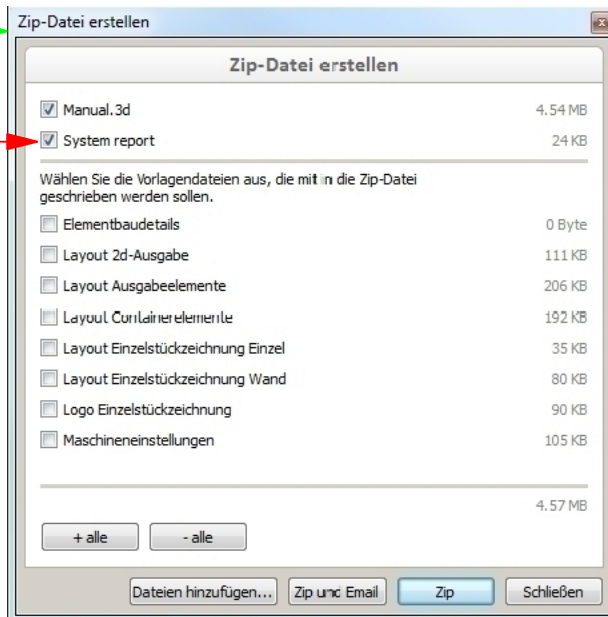 Zip-Datei erstellen
Zip-Datei erstellen
Manual.3d 4.54 MB
System report 24 KB
Wählen Sie die Vorlagendateien aus, die mit in die Zip-Datei
geschrieben werden sollen.
Elementbaudetails 0 Byte
Layout 2d-Ausgabe 111 KB
Layout Ausgabeelemente 206 KB
Layout Containerelemente 192 KB
Layout Einzelstückzeichnung Einzel 35 KB
Layout Einzelstückzeichnung Wand 80 KB
Logo Einzelstückzeichnung 90 KB
Maschineneinstellungen 105 KB
4.57 MB
+ alle - alle
Dateien hinzufügen... Zip und Email Zip Schließen